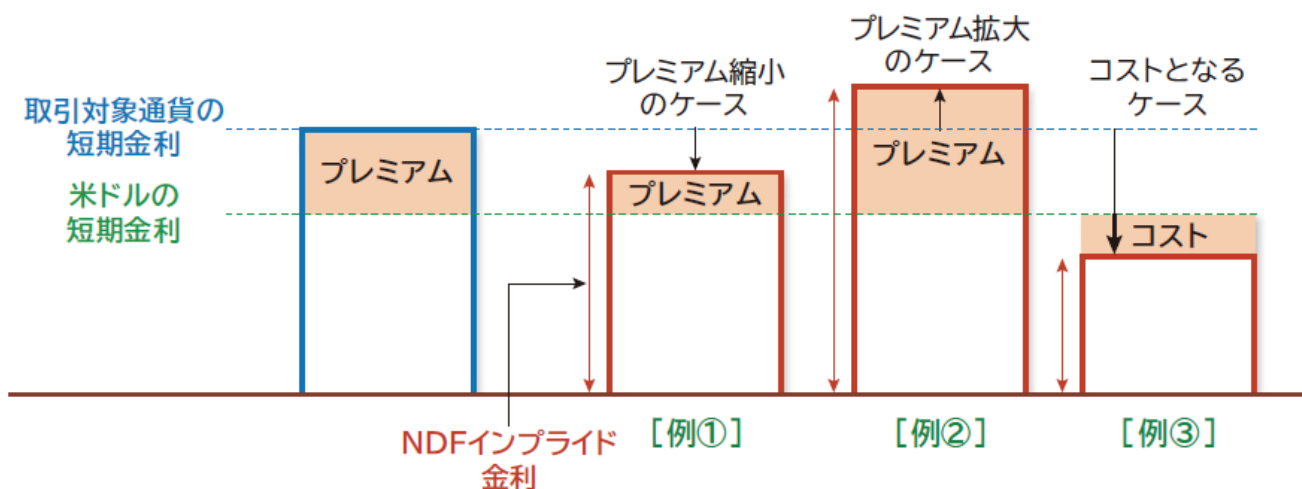 取引対象通貨の
短期金利
米ドルの
短期金利
プレミアム
プレミアム縮小
のケース
プレミアム
プレミアム拡大
のケース
プレミアム
コストとなる
ケース
コスト
NDFインプライド
金利
[例①]
[例②]
[例③]